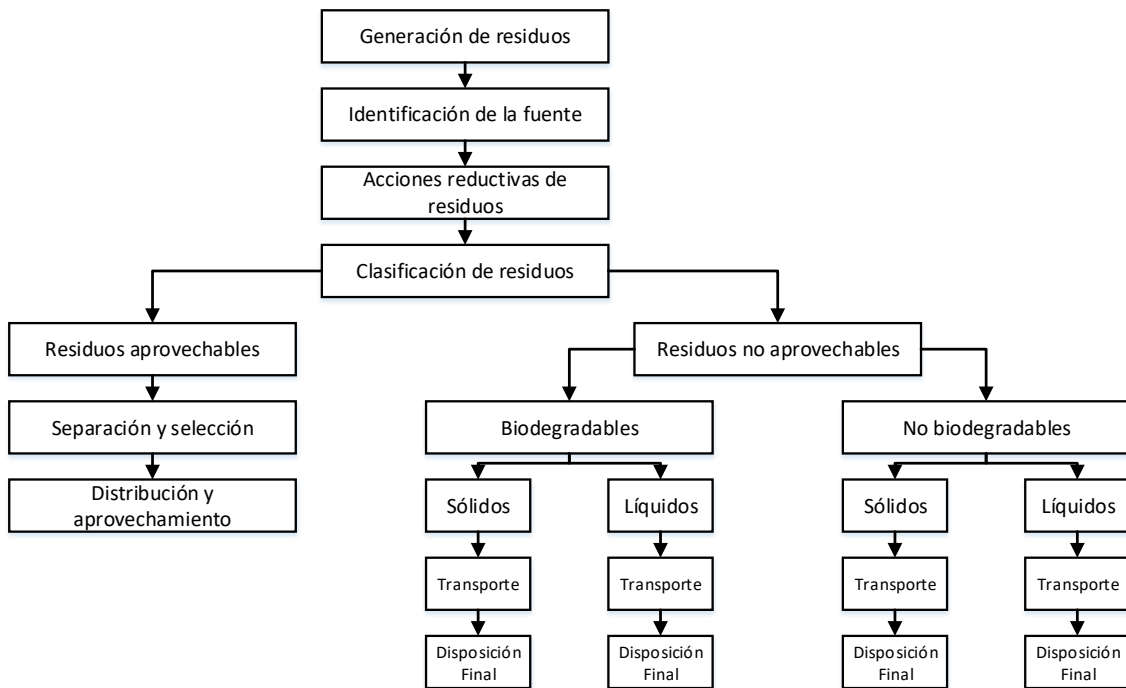 Generación de residuos
Identificación de la fuente
Acciones reductivas de
residuos
Clasificación de residuos
Residuos aprovechables
Residuos no aprovechables
Separación y selección
Biodegradables
No biodegradables
Distribución y
aprovechamiento
Sólidos
Líquidos
Sólidos
Líquidos
Transporte
Transporte
Transporte
Transporte
Disposición
Final
Disposición
Final
Disposición
Final
Disposición
Final